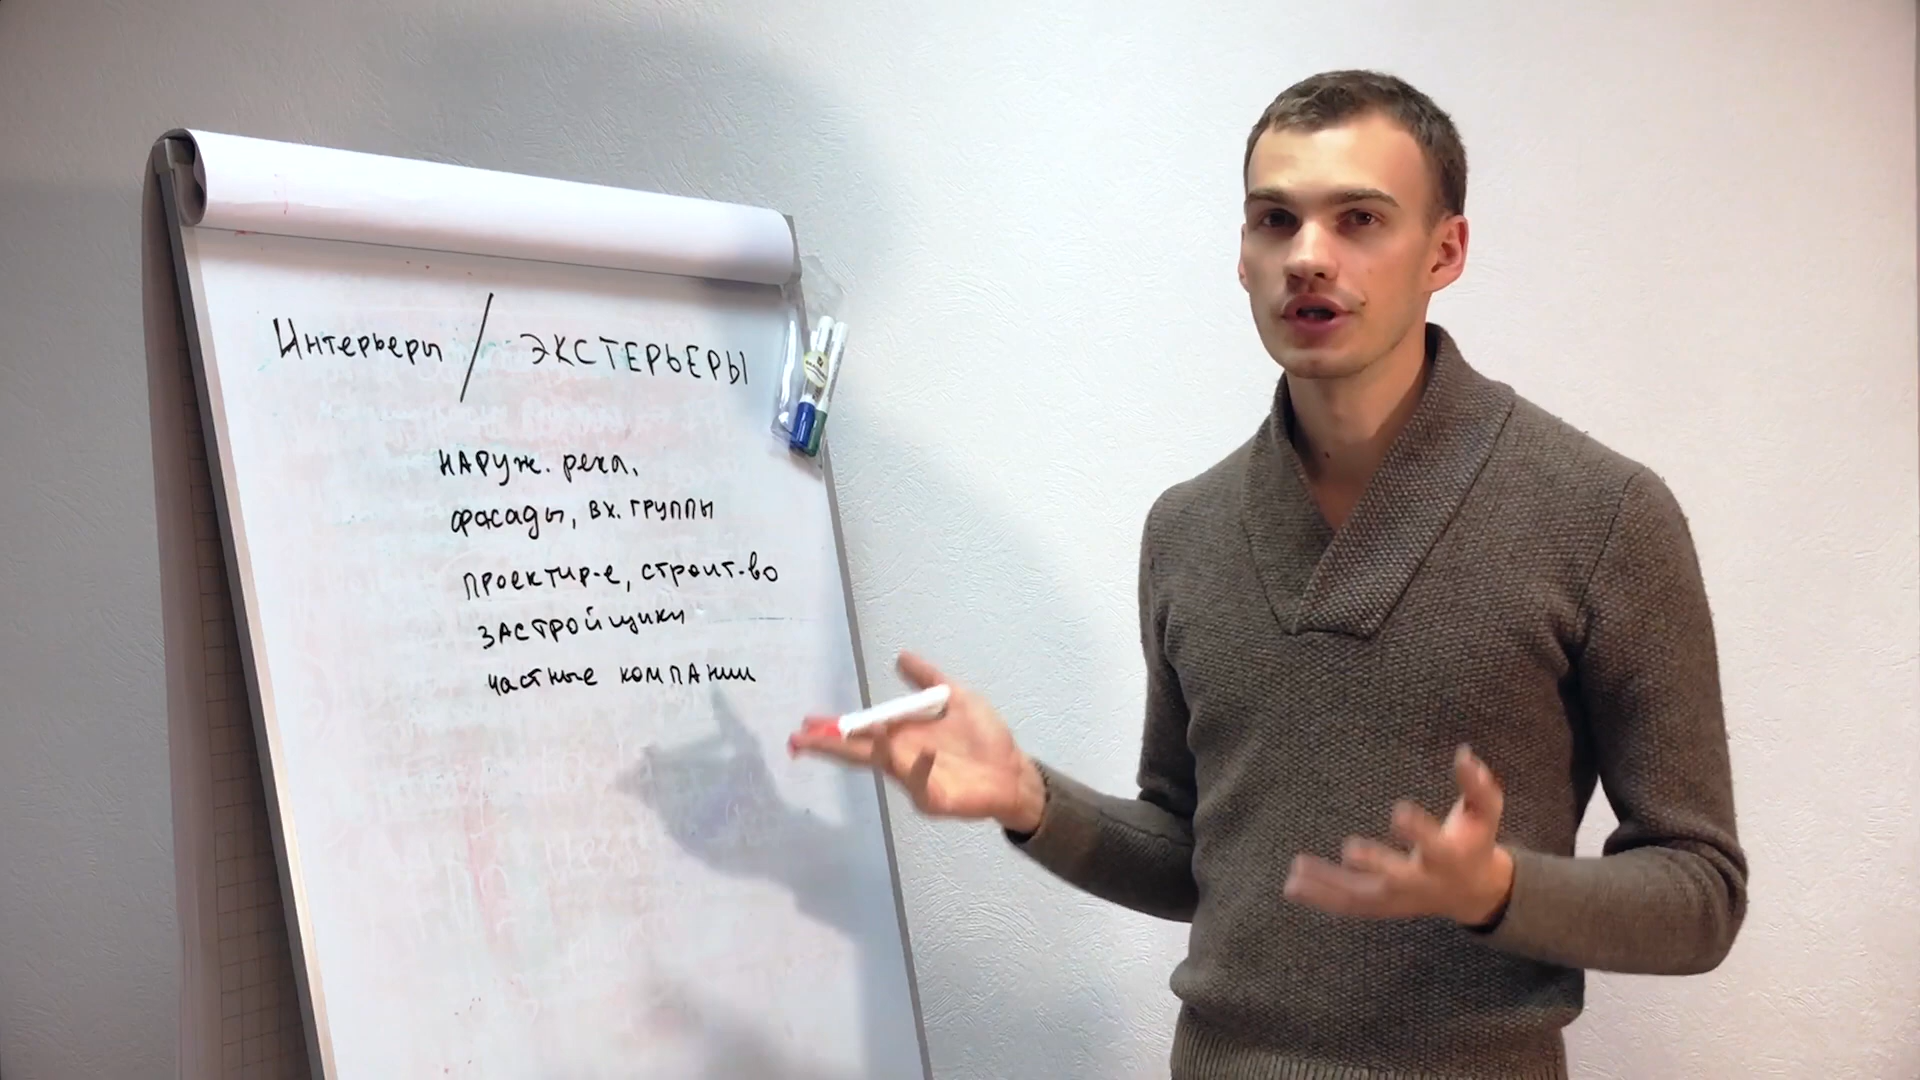 Интерьеры / ЭКСТЕРЬЕРЫ
НАРУЖ. рекл.
фасады, вх. группы
проектир-е, строит-во
застройщики
частные компании